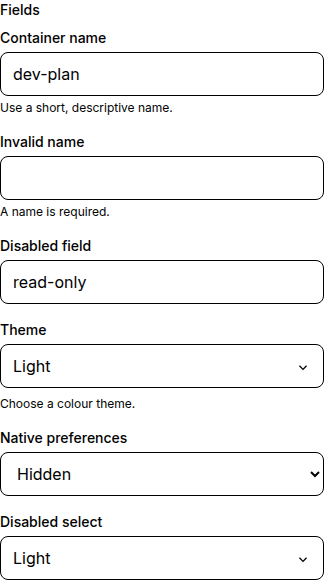 Fields
Container name
dev-plan
Use a short, descriptive name.
Invalid name
A name is required.
Disabled field
read-only
Theme
Light
Choose a colour theme.
Native preferences
Hidden
Disabled select
Light